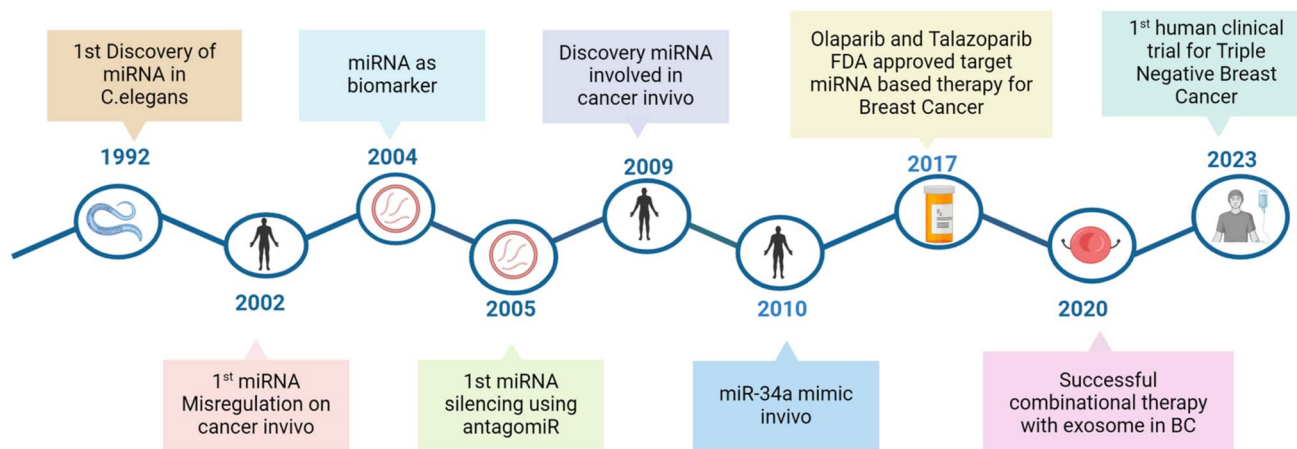 1st Discovery of
miRNA in
C.elegans
1992
1st miRNA
Misregulation on
cancer invivo
2002
miRNA as
biomarker
2004
1st miRNA
silencing using
antagomiR
2005
Discovery miRNA
involved in
cancer invivo
2009
miR-34a mimic
invivo
2010
Olaparib and Talazoparib
FDA approved target
miRNA based therapy for
Breast Cancer
2017
Successful
combinational therapy
with exosome in BC
2020
1st human clinical
trial for Triple
Negative Breast
Cancer
2023